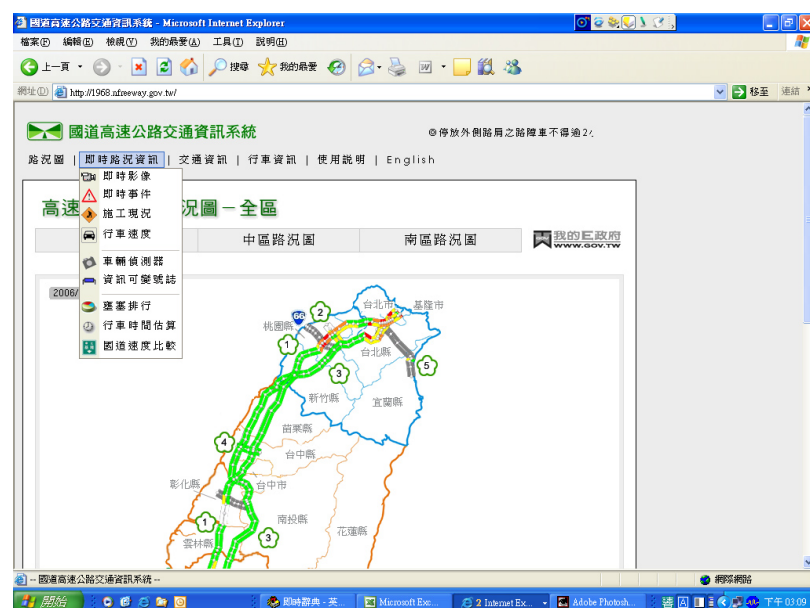 國道高速公路交通資訊系統 - Microsoft Internet Explorer
檔案(F) 編輯(E) 檢視(V) 我的最愛(A) 工具(T) 說明(H)
上一頁 搜尋 我的最愛
網址(D) http://1968.nfreeway.gov.tw/ 移至 連結
國道高速公路交通資訊系統
◎停放外側路肩之路障車不得逾2
路況圖 | 即時路況資訊 | 交通資訊 | 行車資訊 | 使用說明 | English
即時影像
即時事件
施工現況
行車速度
車輛偵測器
資訊可變號誌
壅塞排行
行車時間估算
國道速度比較
高速 況圖－全區
中區路況圖 南區路況圖
我的E政府
WWW.GOV.TW
2006/
66
2
台北市
基隆市
桃園縣
1
台北縣
3
5
新竹縣
宜蘭縣
苗栗縣
4
台中縣
彰化縣
台中市
1
南投縣
3
花蓮縣
雲林縣
-- 國道高速公路交通資訊系統 --
網際網路
開始
即時辭典 - 英...
Microsoft Exc...
2 Internet Ex...
Adobe Photosh...
下午 03:09